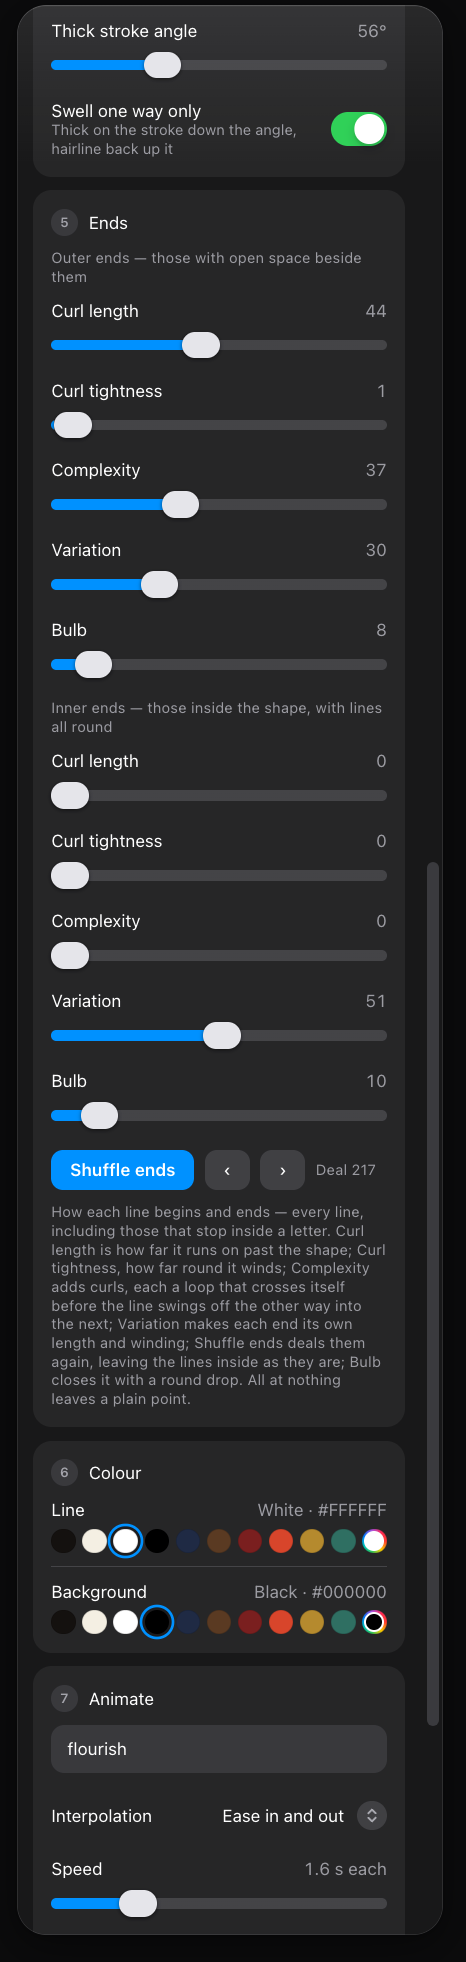 Thick stroke angle 56°
Swell one way only
Thick on the stroke down the angle,
hairline back up it
5 Ends
Outer ends — those with open space beside
them
Curl length 44
Curl tightness 1
Complexity 37
Variation 30
Bulb 8
Inner ends — those inside the shape, with lines
all round
Curl length 0
Curl tightness 0
Complexity 0
Variation 51
Bulb 10
Shuffle ends ‹ › Deal 217
How each line begins and ends — every line,
including those that stop inside a letter. Curl
length is how far it runs on past the shape; Curl
tightness, how far round it winds; Complexity
adds curls, each a loop that crosses itself
before the line swings off the other way into
the next; Variation makes each end its own
length and winding; Shuffle ends deals them
again, leaving the lines inside as they are; Bulb
closes it with a round drop. All at nothing
leaves a plain point.
6 Colour
Line White · #FFFFFF
Background Black · #000000
7 Animate
flourish
Interpolation Ease in and out
Speed 1.6 s each